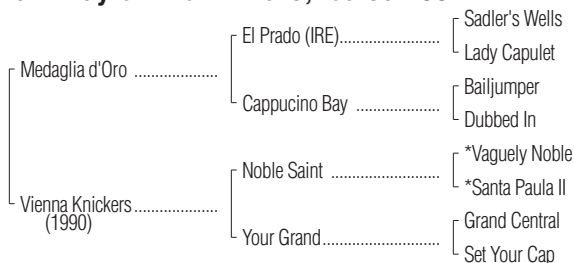 Sadler's Wells
El Prado (IRE)....................
Lady Capulet
Medaglia d'Oro ....................
Bailjumper
Cappucino Bay ....................
Dubbed In
*Vaguely Noble
Noble Saint ..........................
*Santa Paula II
Vienna Knickers....................
(1990)
Grand Central
Your Grand............................
Set Your Cap